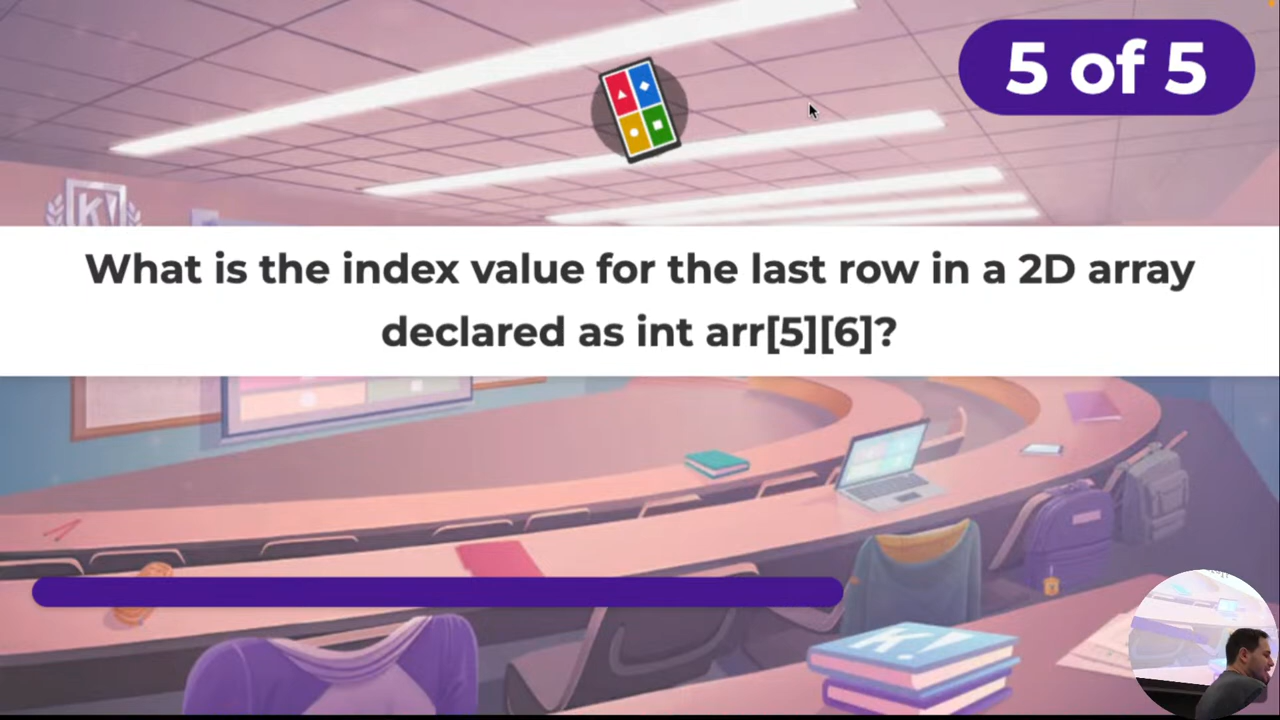 5 of 5
K!
What is the index value for the last row in a 2D array
declared as int arr[5][6]?
K!